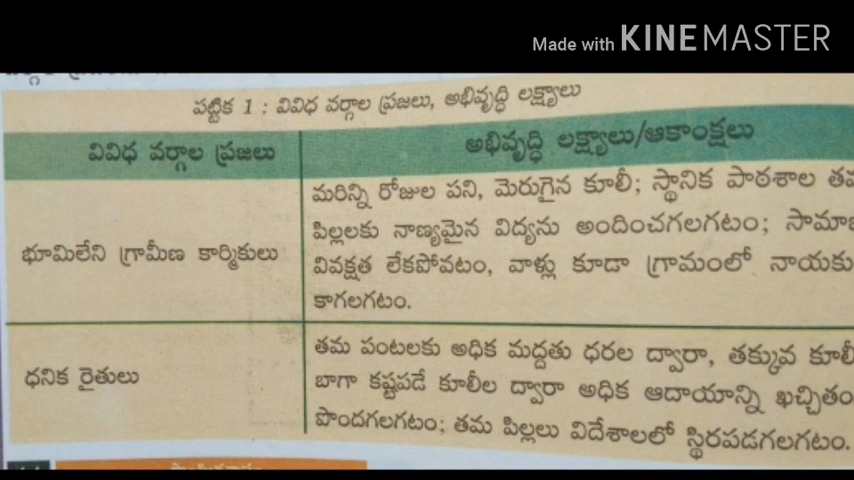 Made with KINEMASTER
పట్టిక 1 : వివిధ వర్గాల ప్రజలు, అభివృద్ధి లక్ష్యాలు
వివిధ వర్గాల ప్రజలు
అభివృద్ధి లక్ష్యాలు/ఆకాంక్షలు
భూమిలేని గ్రామీణ కార్మికులు
మరిన్ని రోజుల పని, మెరుగైన కూలీ; స్థానిక పాఠశాల
పిల్లలకు నాణ్యమైన విద్యను అందించగలగటం;
వివక్షత లేకపోవటం, వాళ్లు కూడా గ్రామంలో
కాగలగటం.
ధనిక రైతులు
తమ పంటలకు అధిక మద్దతు ధరల ద్వారా, తక్కువ కూలీ
బాగా కష్టపడే కూలీల ద్వారా అధిక ఆదాయాన్ని
పొందగలగటం; తమ పిల్లలు విదేశాలలో స్థిరపడగలగటం.